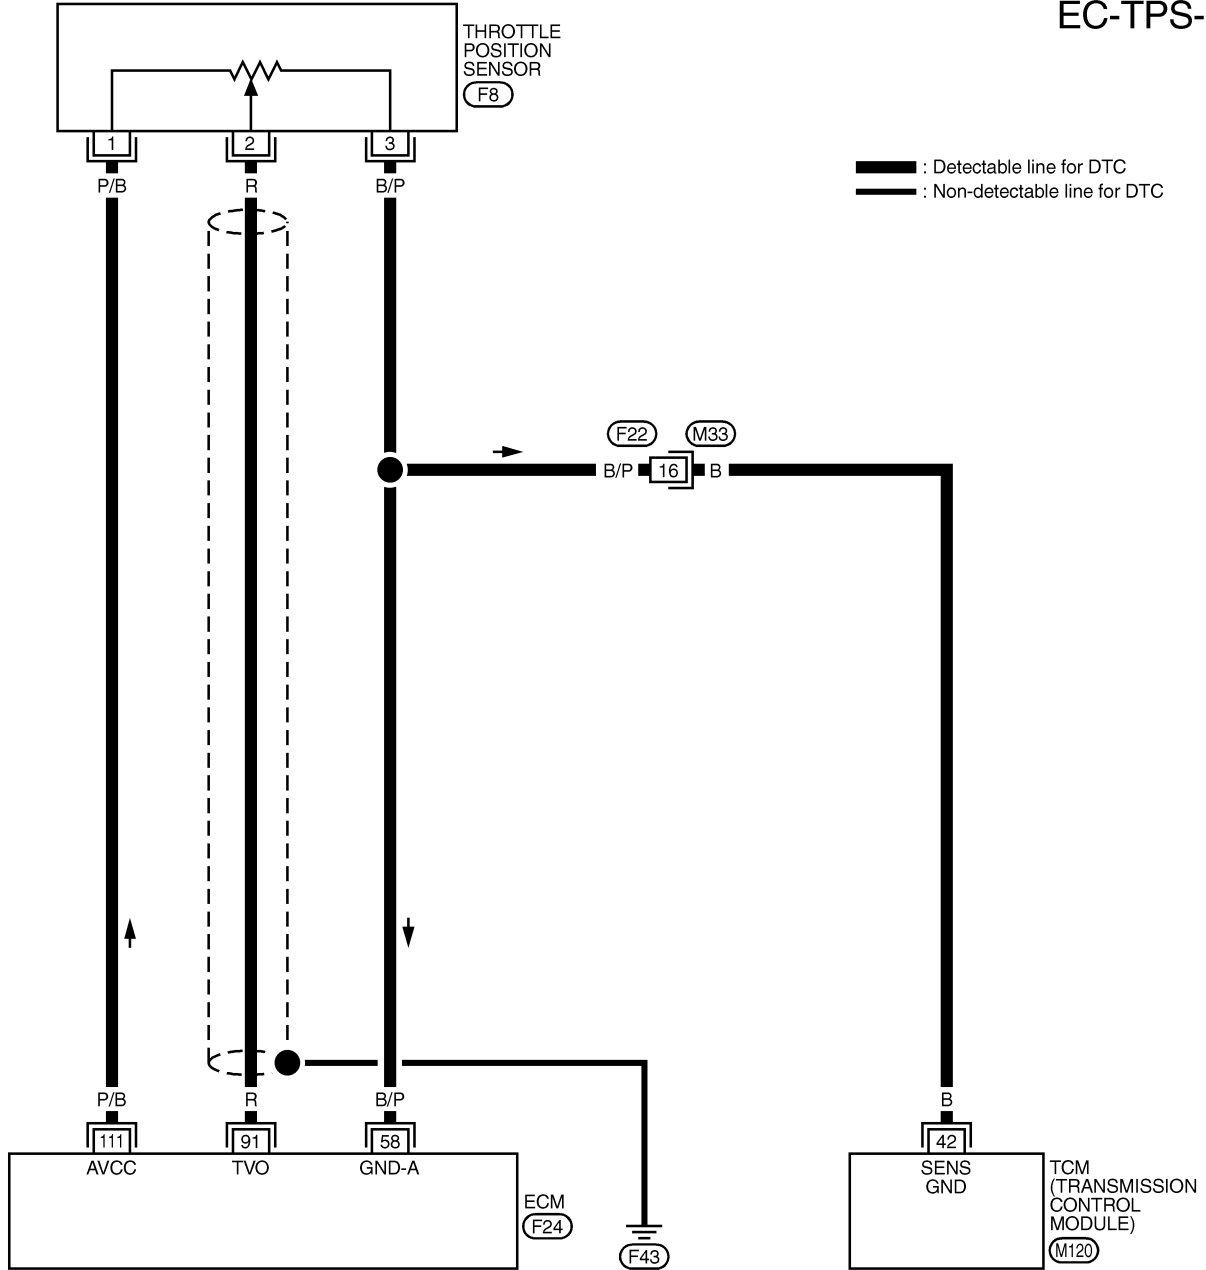 EC-TPS-
THROTTLE
POSITION
SENSOR
F8
1
2
3
P/B
R
B/P
: Detectable line for DTC
: Non-detectable line for DTC
F22
M33
B/P
16
B
P/B
R
B/P
B
111
91
58
42
AVCC
TVO
GND-A
SENS
GND
ECM
F24
F43
TCM
(TRANSMISSION
CONTROL
MODULE)
M120